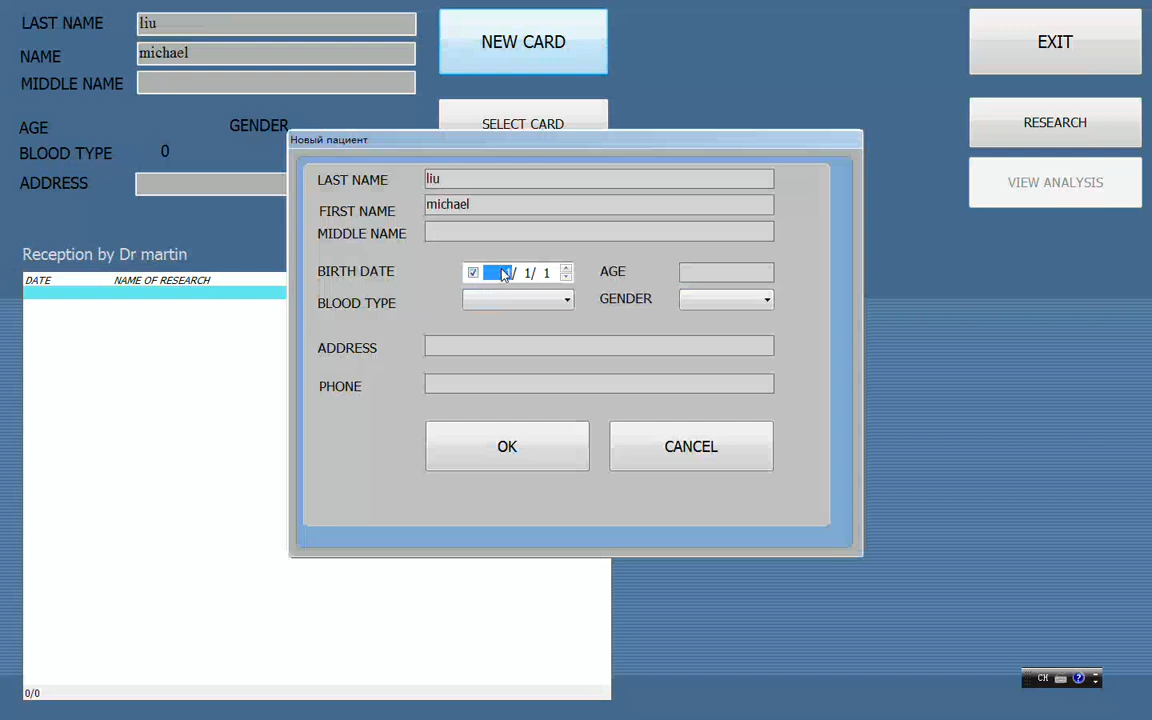 LAST NAME liu
NAME michael
MIDDLE NAME
NEW CARD
EXIT
AGE
GENDER
SELECT CARD
RESEARCH
BLOOD TYPE 0
ADDRESS
VIEW ANALYSIS
Новый пациент
LAST NAME liu
FIRST NAME michael
MIDDLE NAME
BIRTH DATE / 1/ 1 AGE
BLOOD TYPE GENDER
ADDRESS
PHONE
OK CANCEL
Reception by Dr martin
DATE NAME OF RESEARCH
0/0
CH